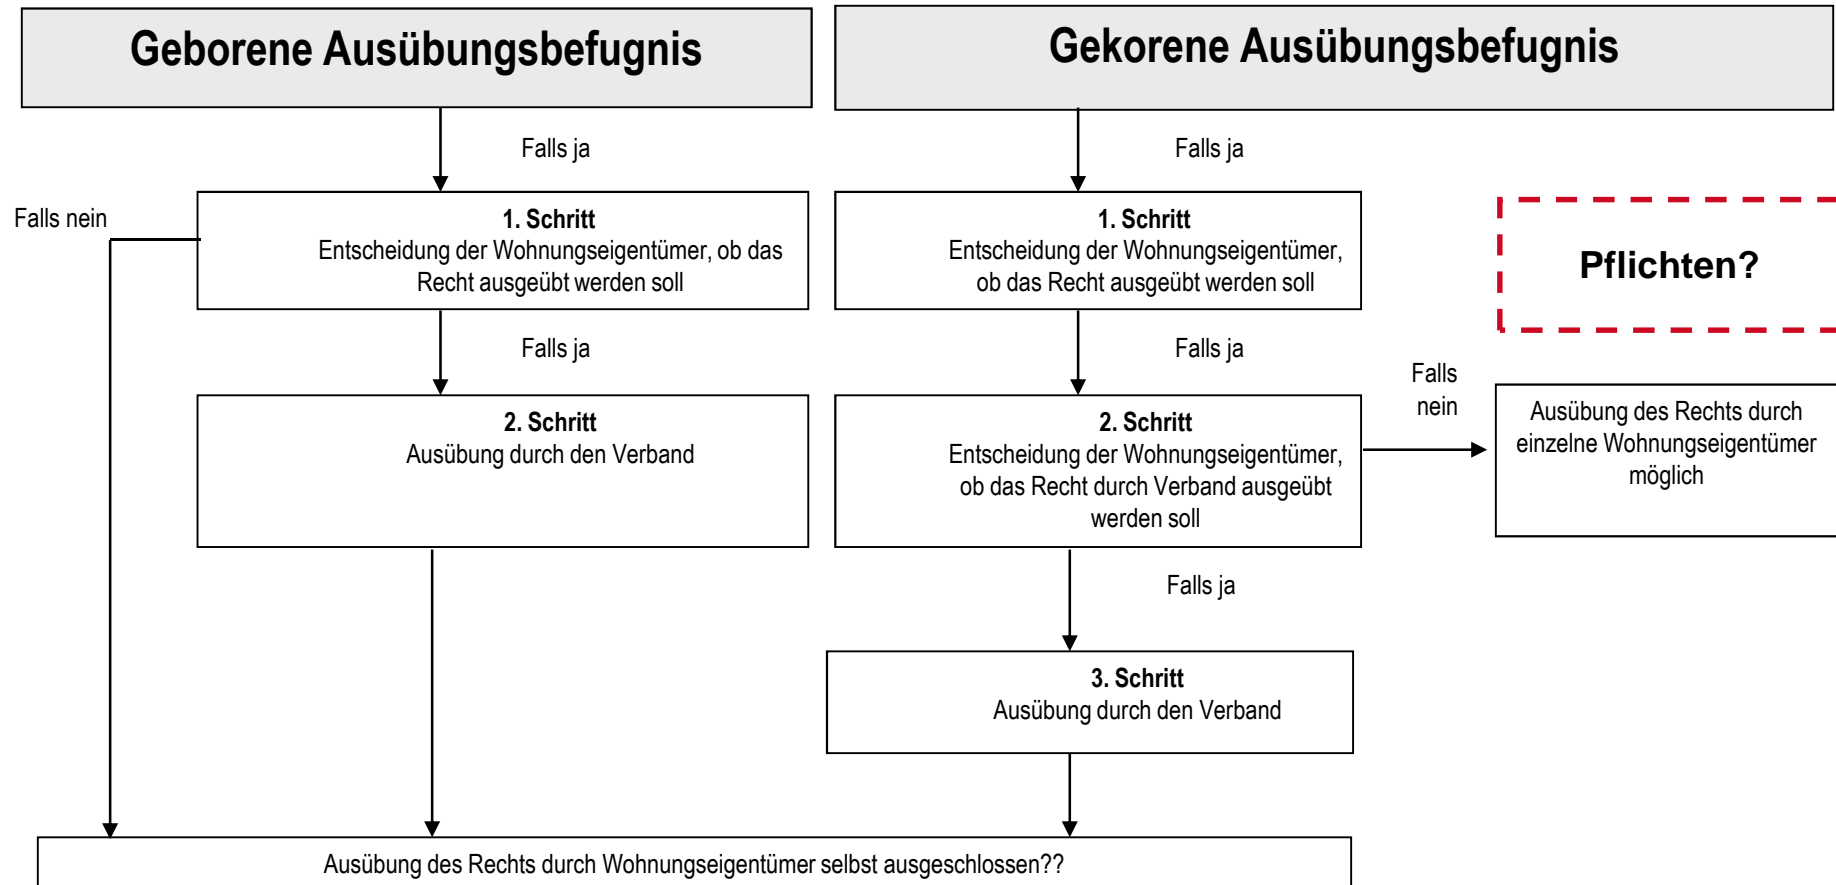 Geborene Ausübungsbefugnis
Gekorene Ausübungsbefugnis
Falls ja
Falls ja
Falls nein
1. Schritt
Entscheidung der Wohnungseigentümer, ob das
Recht ausgeübt werden soll
1. Schritt
Entscheidung der Wohnungseigentümer,
ob das Recht ausgeübt werden soll
Pflichten?
Falls ja
Falls ja
Falls
nein
2. Schritt
Ausübung durch den Verband
2. Schritt
Entscheidung der Wohnungseigentümer,
ob das Recht durch Verband ausgeübt
werden soll
Ausübung des Rechts durch
einzelne Wohnungseigentümer
möglich
Falls ja
3. Schritt
Ausübung durch den Verband
Ausübung des Rechts durch Wohnungseigentümer selbst ausgeschlossen??